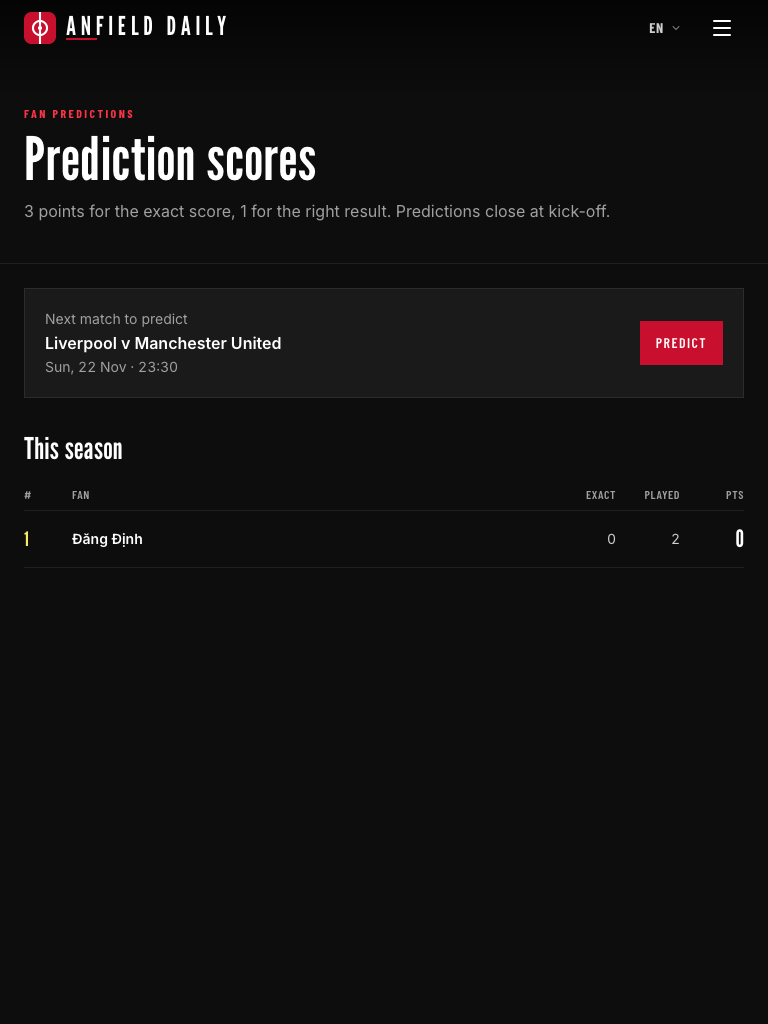 ANFIELD DAILY
EN
FAN PREDICTIONS
Prediction scores
3 points for the exact score, 1 for the right result. Predictions close at kick-off.
Next match to predict
Liverpool v Manchester United
Sun, 22 Nov · 23:30
PREDICT
This season
# FAN EXACT PLAYED PTS
1 Đăng Định 0 2 0